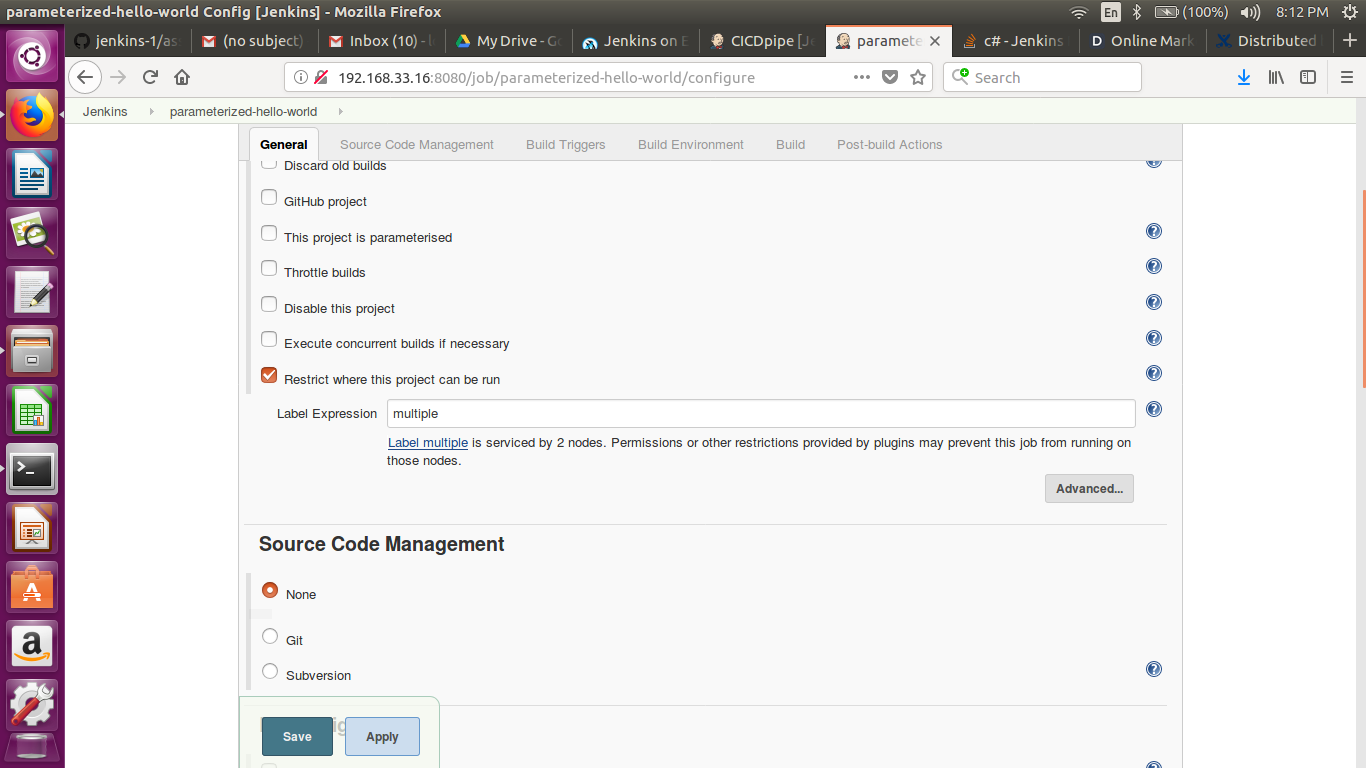 parameterized-hello-world Config [Jenkins] - Mozilla Firefox
En
(100%)
8:12 PM
jenkins-1/as
(no subject)
Inbox (10) -
My Drive - Go
Jenkins on E
CICDpipe [J
paramete
c# - Jenkins
Online Mark
Distributed
192.168.33.16:8080/job/parameterized-hello-world/configure
Search
Jenkins
parameterized-hello-world
General
Source Code Management
Build Triggers
Build Environment
Build
Post-build Actions
Discard old builds
GitHub project
This project is parameterised
Throttle builds
Disable this project
Execute concurrent builds if necessary
Restrict where this project can be run
Label Expression
multiple
Label multiple is serviced by 2 nodes. Permissions or other restrictions provided by plugins may prevent this job from running on
those nodes.
Advanced...
Source Code Management
None
Git
Subversion
Save
Apply